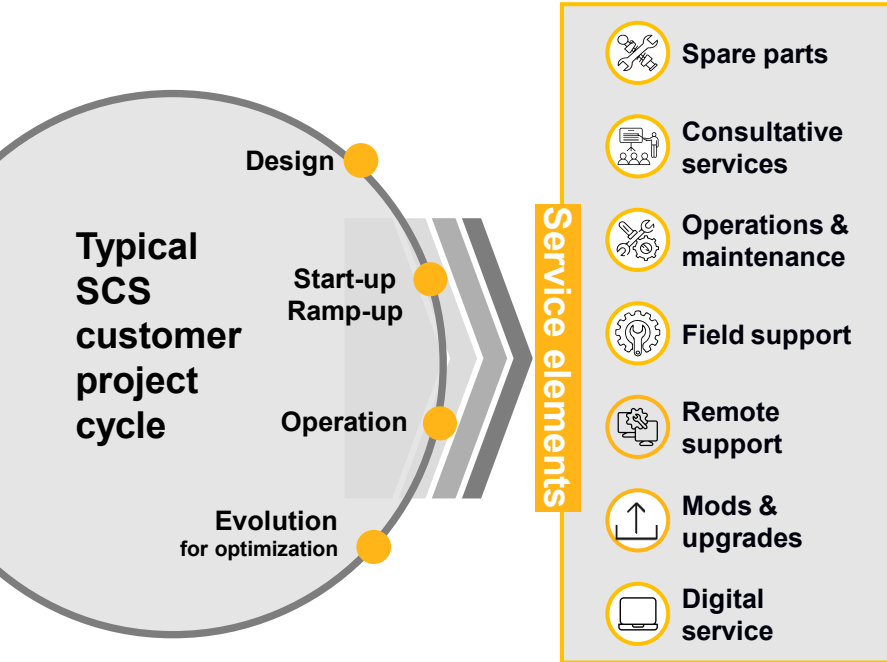 Typical
SCS
customer
project
cycle
Design
Start-up
Ramp-up
Operation
Evolution
for optimization
Service elements
Spare parts
Consultative
services
Operations &
maintenance
Field support
Remote
support
Mods &
upgrades
Digital
service